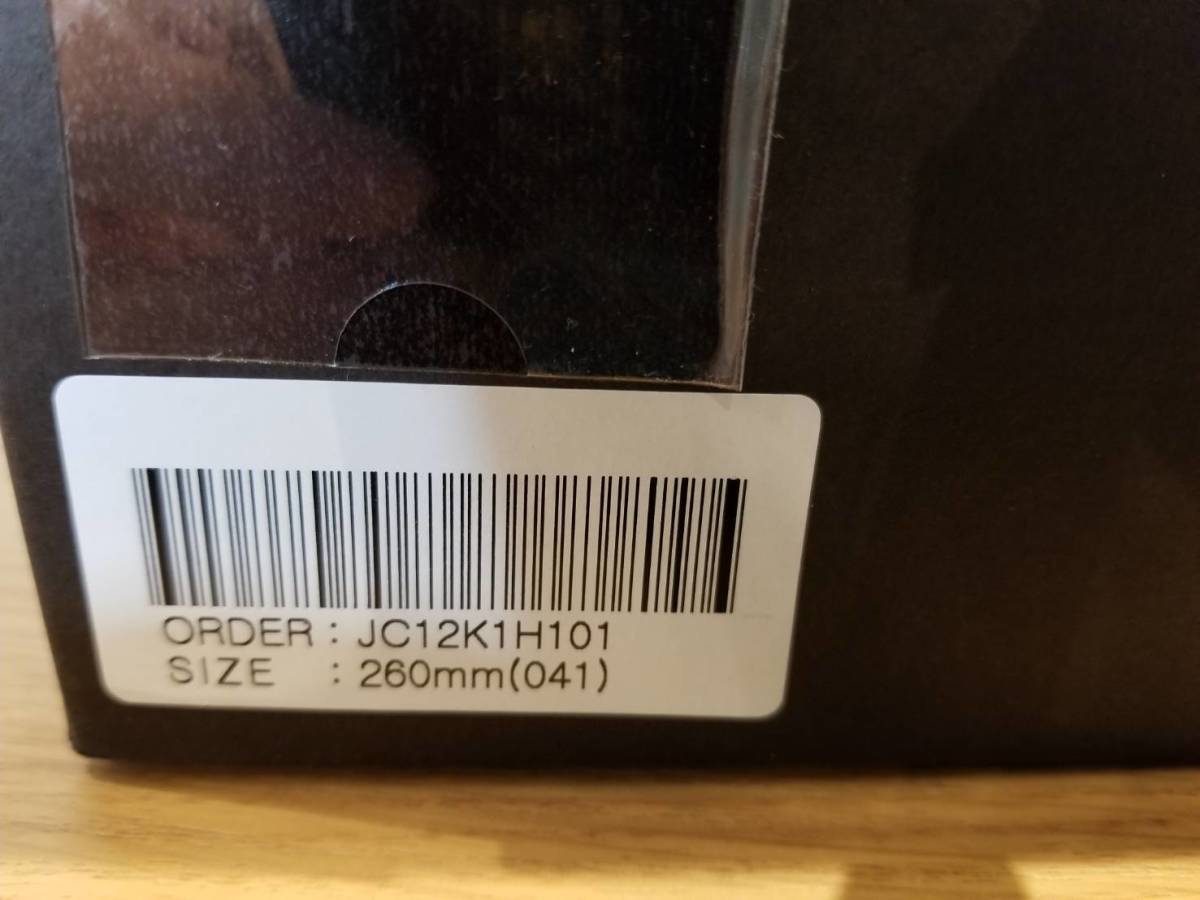 ORDER : JC12K1H101
SIZE : 260mm(041)